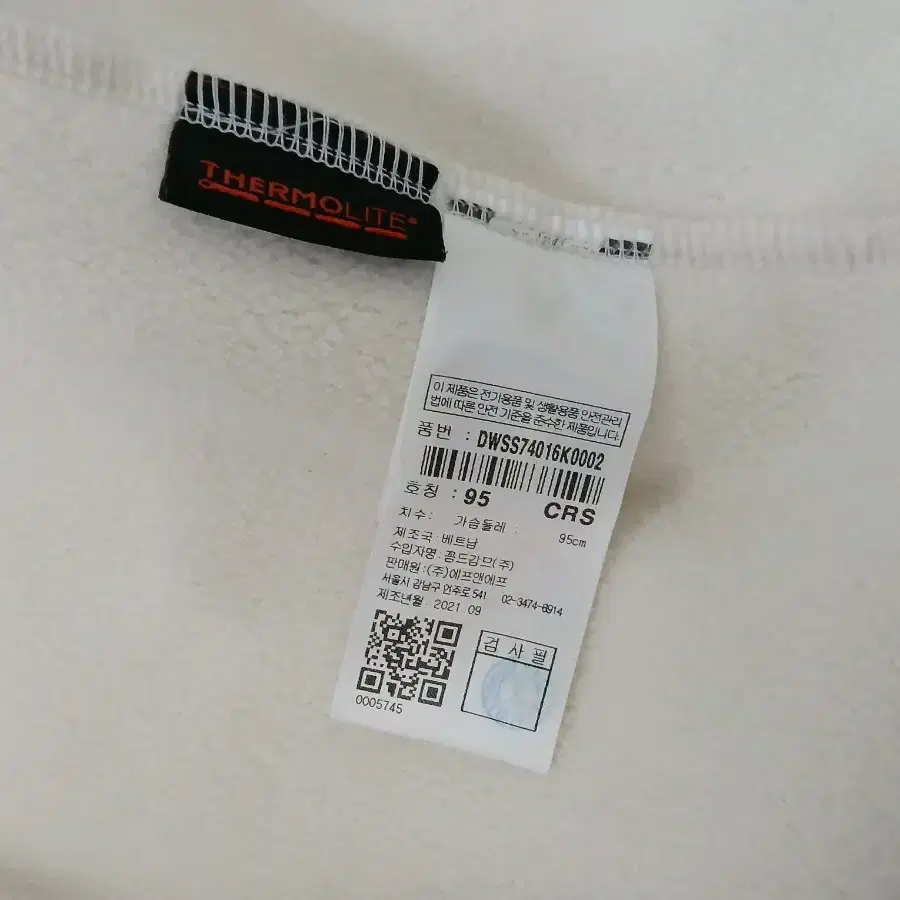 THERMOLITE®
이 제품은 전기용품 및 생활용품 안전관리
법에 따른 안전 기준을 준수한 제품입니다.
품번 : DWSS74016K0002
호칭 : 95 CRS
치수 : 가슴둘레 : 95cm
제조국 : 베트남
수입자명 : 꼼드감므(주)
판매원 : (주)에프앤에프
서울시 강남구 언주로 541 02-3474-8914
제조년월 . 2021.09
0005745
검사필